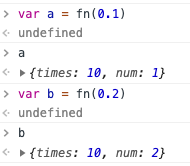 > var a = fn(0.1)
<· undefined
> a
<· ▶ {times: 10, num: 1}
> var b = fn(0.2)
<· undefined
> b
<· ▶ {times: 10, num: 2}